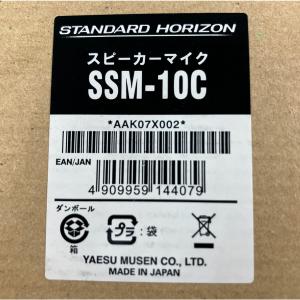 STANDARD HORIZON
スピーカーマイク
SSM-10C
*AAK07X002*
EAN/JAN
4 909959 144079
ダンボール
箱
プラ
:袋
YAESU MUSEN CO., LTD.
MADE IN JAPAN